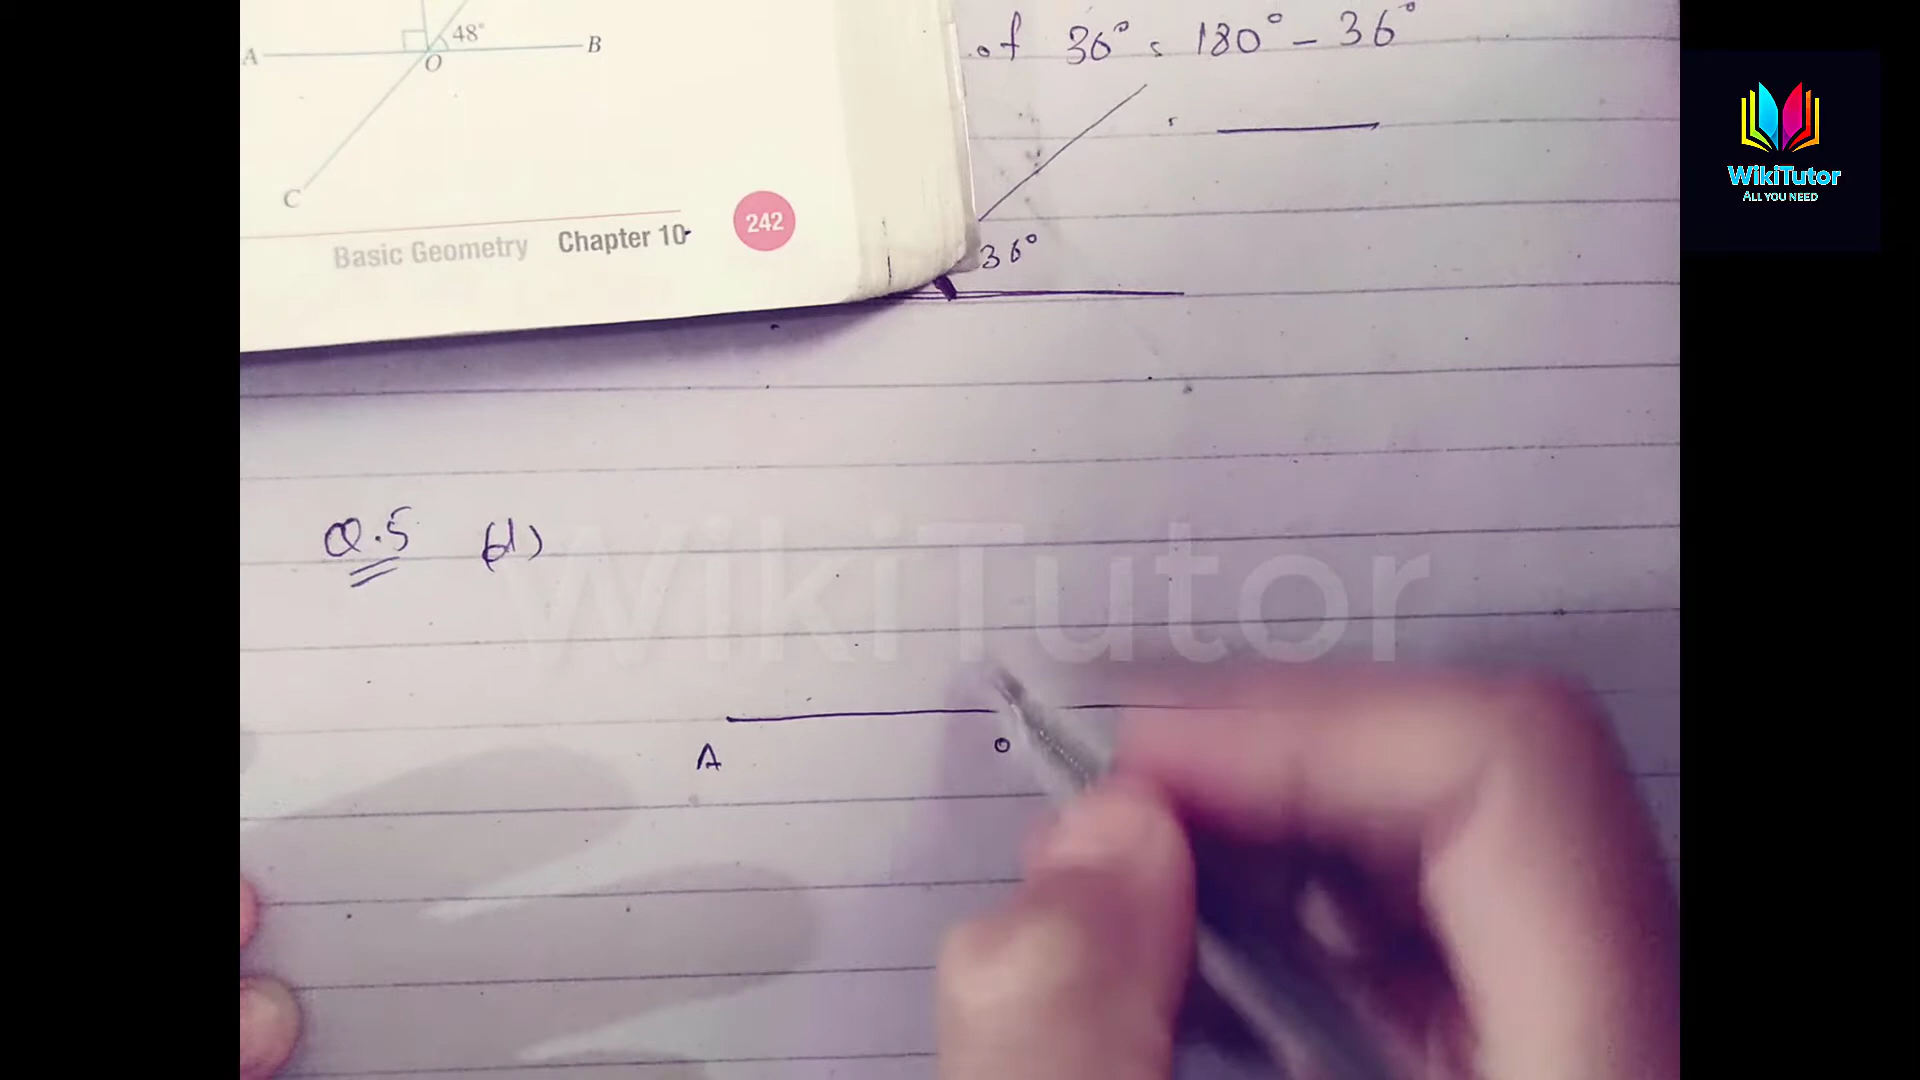 48°
A
O
B
C
Basic Geometry Chapter 10
242
of 36° = 180° - 36°
36°
WikiTutor
ALL YOU NEED
Q.5 (d)
WikiTutor
A
O